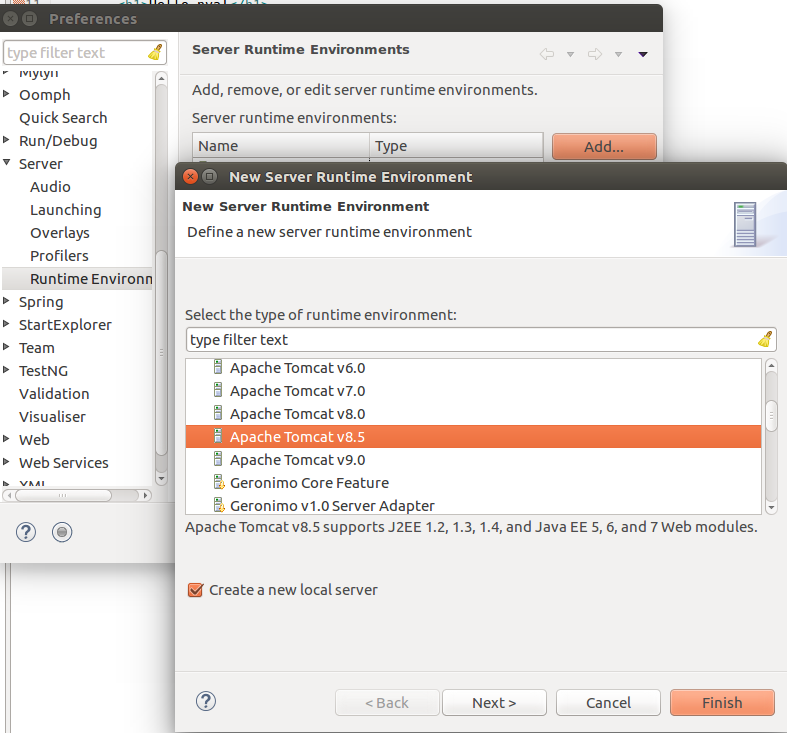 11
Preferences
type filter text
Mylyn
Oomph
Quick Search
Run/Debug
Server
Audio
Launching
Overlays
Profilers
Runtime Environm
Spring
StartExplorer
Team
TestNG
Validation
Visualiser
Web
Web Services
XML
Server Runtime Environments
Add, remove, or edit server runtime environments.
Server runtime environments:
Name Type
Add...
New Server Runtime Environment
New Server Runtime Environment
Define a new server runtime environment
Select the type of runtime environment:
type filter text
Apache Tomcat v6.0
Apache Tomcat v7.0
Apache Tomcat v8.0
Apache Tomcat v8.5
Apache Tomcat v9.0
Geronimo Core Feature
Geronimo v1.0 Server Adapter
Apache Tomcat v8.5 supports J2EE 1.2, 1.3, 1.4, and Java EE 5, 6, and 7 Web modules.
Create a new local server
< Back Next > Cancel Finish